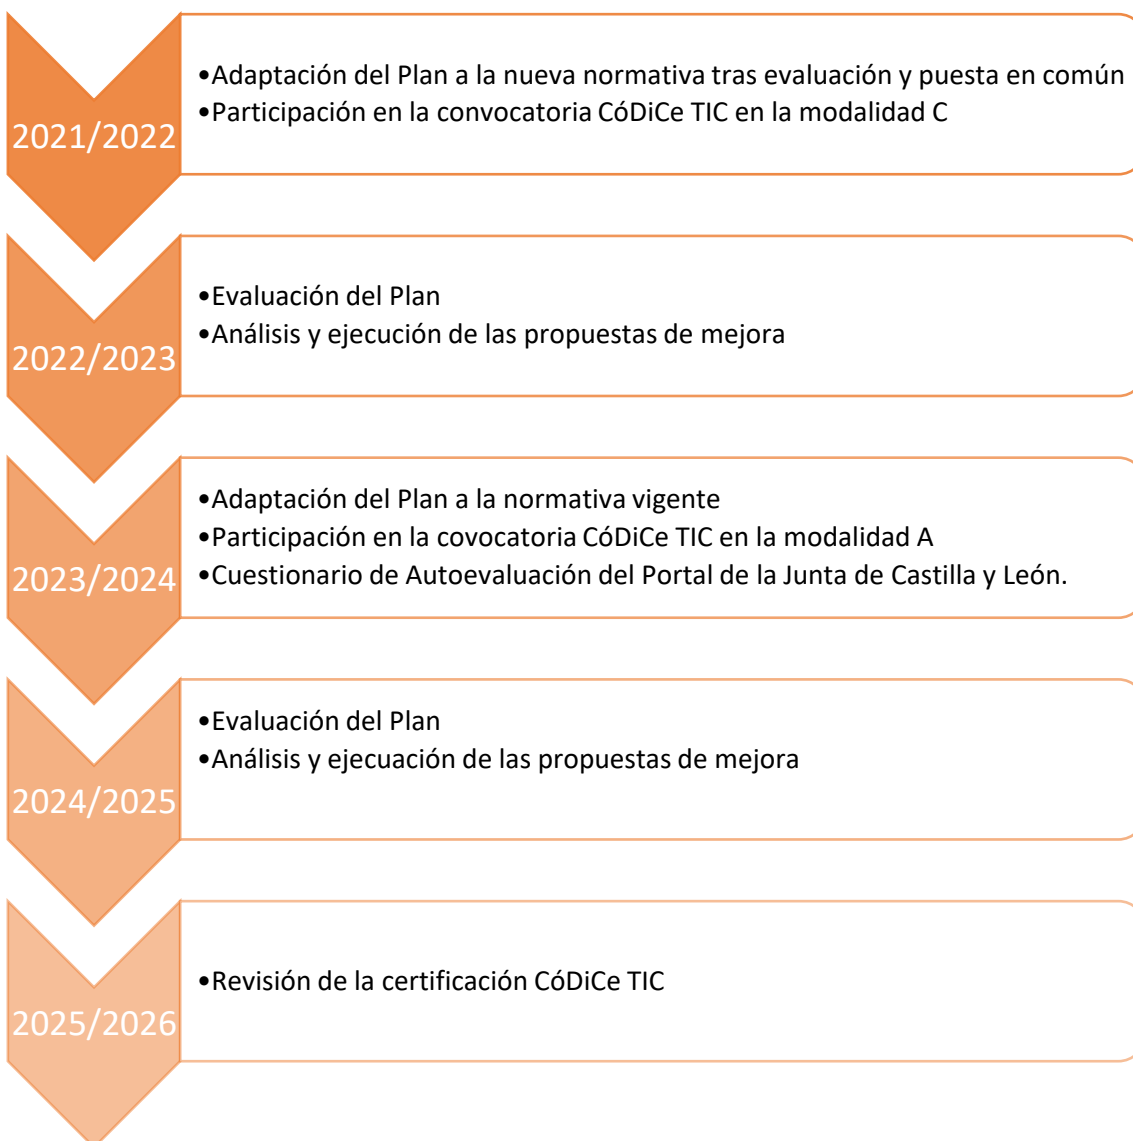 2021/2022
•Adaptación del Plan a la nueva normativa tras evaluación y puesta en común
•Participación en la convocatoria CóDiCe TIC en la modalidad C
2022/2023
•Evaluación del Plan
•Análisis y ejecución de las propuestas de mejora
2023/2024
•Adaptación del Plan a la normativa vigente
•Participación en la covocatoria CóDiCe TIC en la modalidad A
•Cuestionario de Autoevaluación del Portal de la Junta de Castilla y León.
2024/2025
•Evaluación del Plan
•Análisis y ejecuación de las propuestas de mejora
2025/2026
•Revisión de la certificación CóDiCe TIC